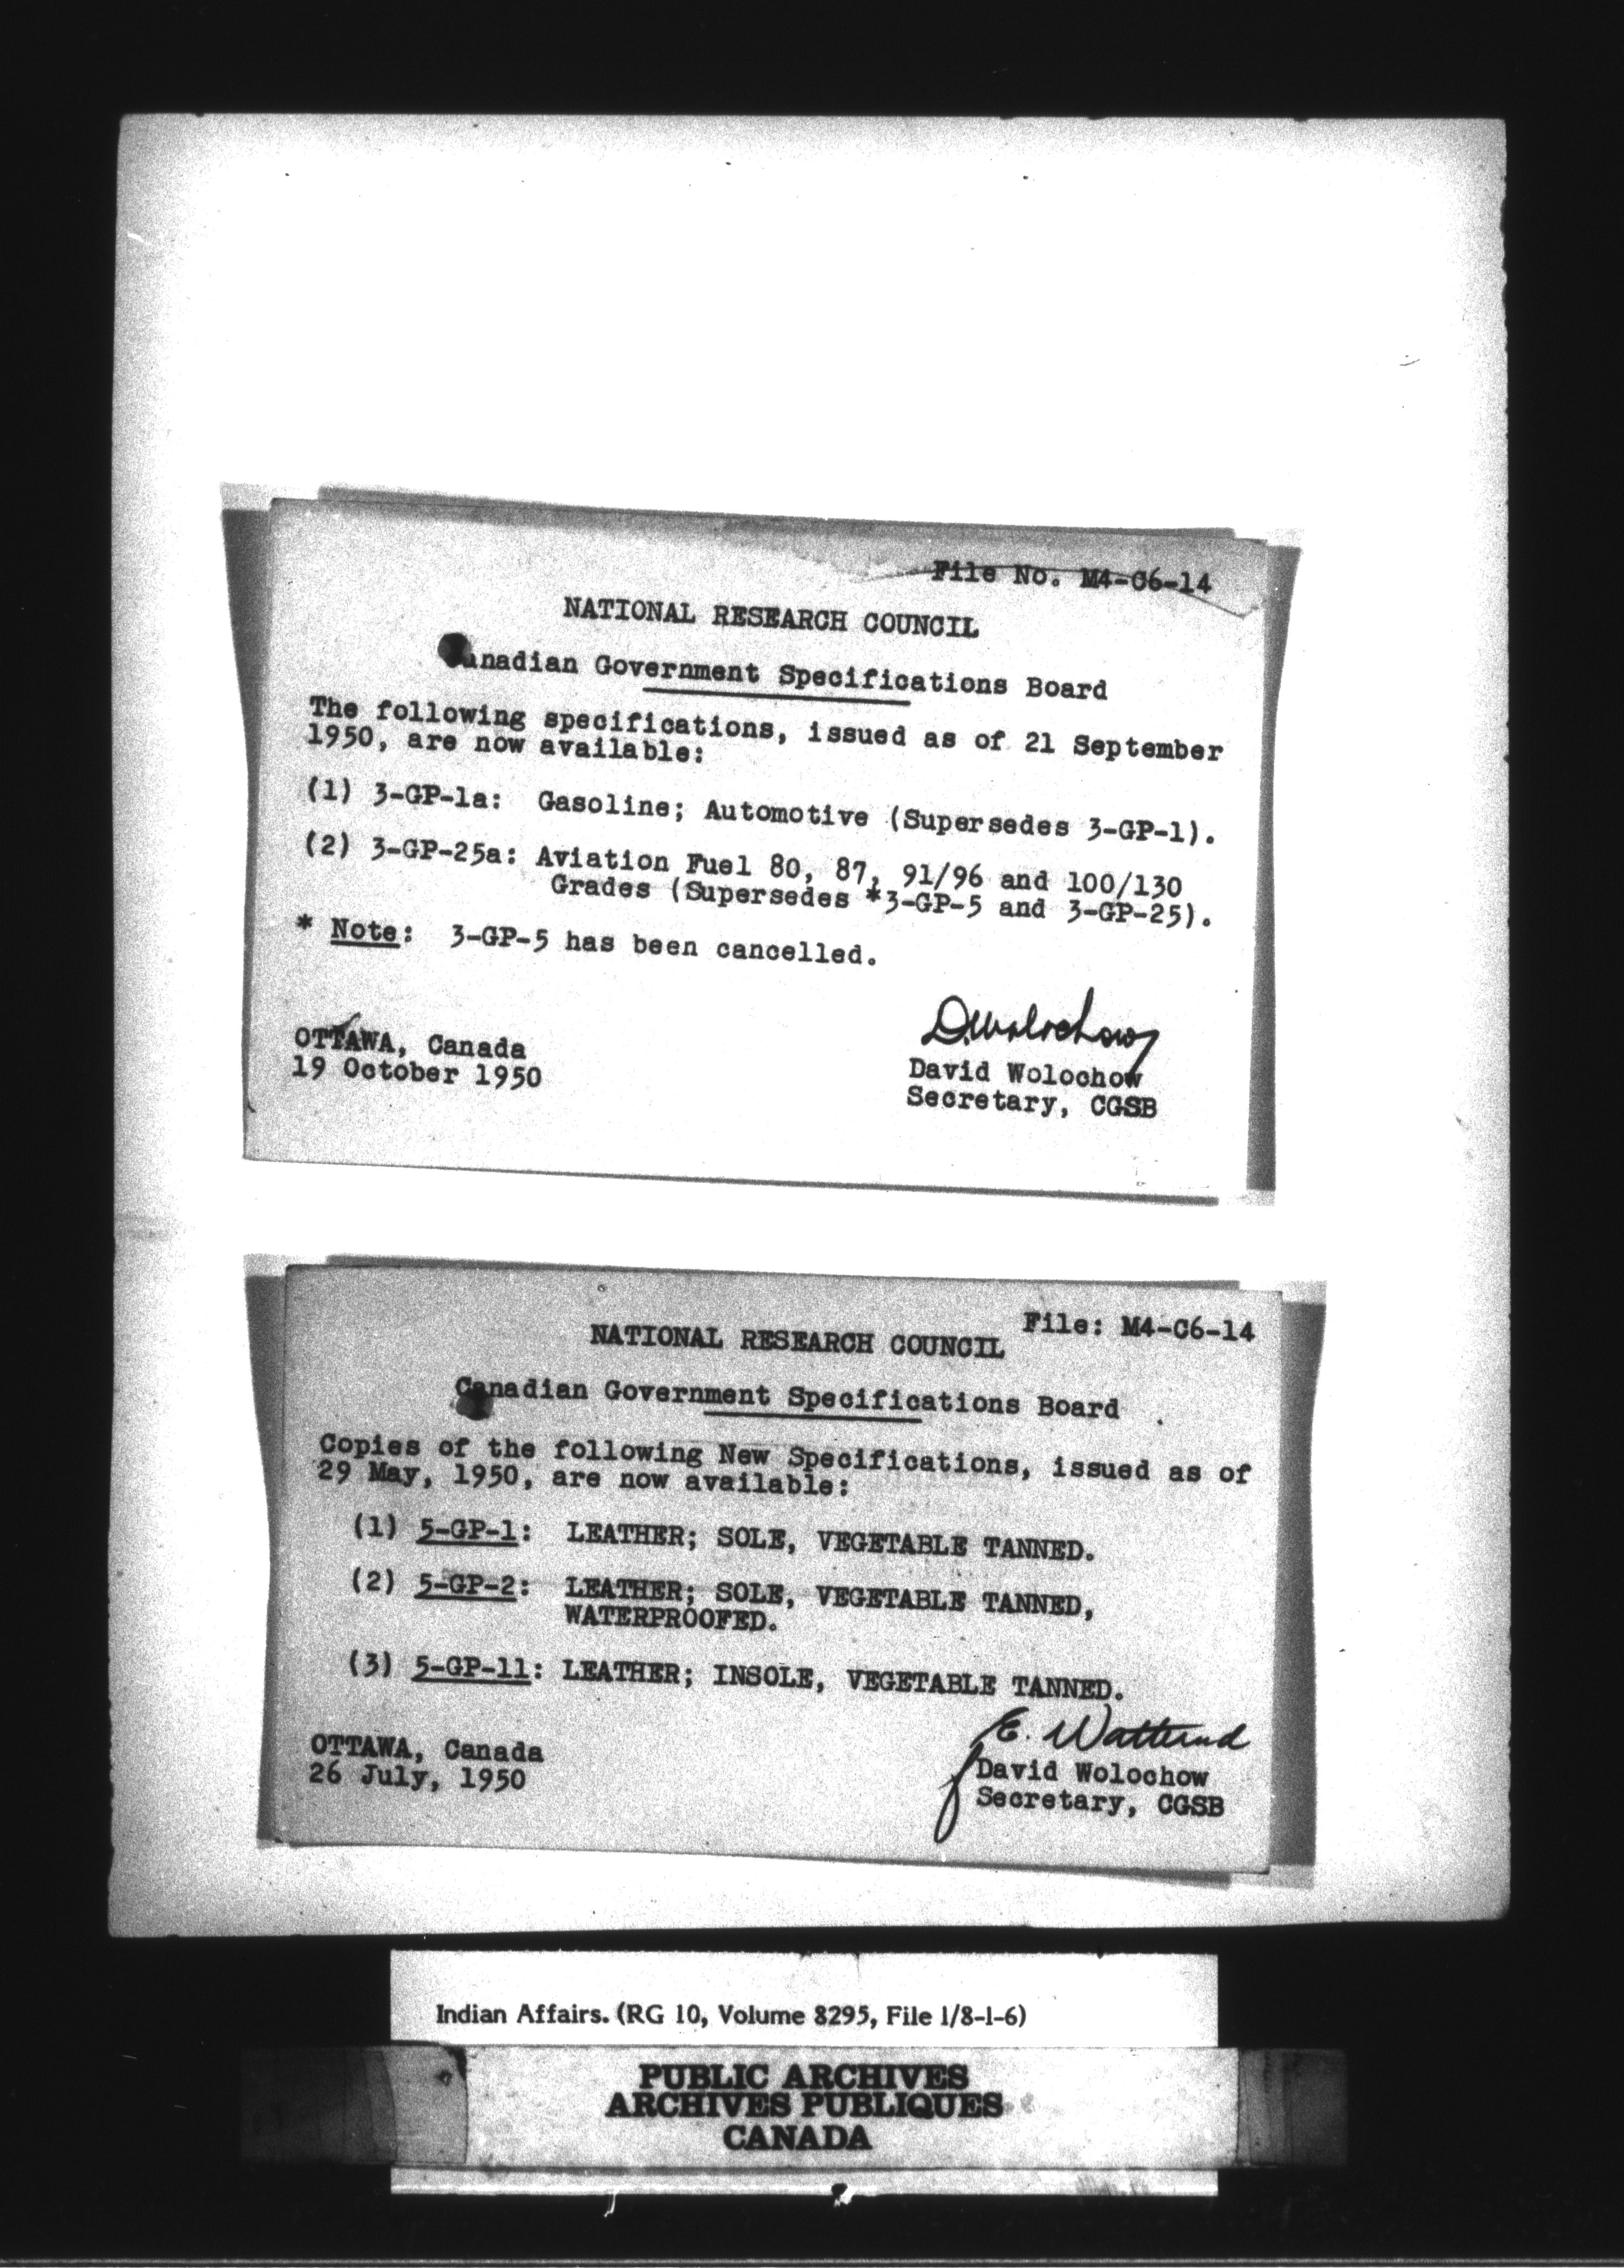 File No. M4-C6-14
NATIONAL RESEARCH COUNCIL
Canadian Government Specifications Board
The following specifications, issued as of 21 September
1950, are now available:
(1) 3-GP-1a: Gasoline; Automotive (Supersedes 3-GP-1).
(2) 3-GP-25a: Aviation Fuel 80, 87, 91/96 and 100/130
Grades (Supersedes *3-GP-5 and 3-GP-25).
* Note: 3-GP-5 has been cancelled.
D. Wolochow
OTTAWA, Canada
19 October 1950
David Wolochow
Secretary, CGSB
File: M4-C6-14
NATIONAL RESEARCH COUNCIL
Canadian Government Specifications Board
Copies of the following New Specifications, issued as of
29 May, 1950, are now available:
(1) 5-GP-1: LEATHER; SOLE, VEGETABLE TANNED.
(2) 5-GP-2: LEATHER; SOLE, VEGETABLE TANNED,
WATERPROOFED.
(3) 5-GP-11: LEATHER; INSOLE, VEGETABLE TANNED.
E.
OTTAWA, Canada
26 July, 1950
David Wolochow
Secretary, CGSB
Indian Affairs. (RG 10, Volume 8295, File 1/8-1-6)
PUBLIC ARCHIVES
ARCHIVES PUBLIQUES
CANADA